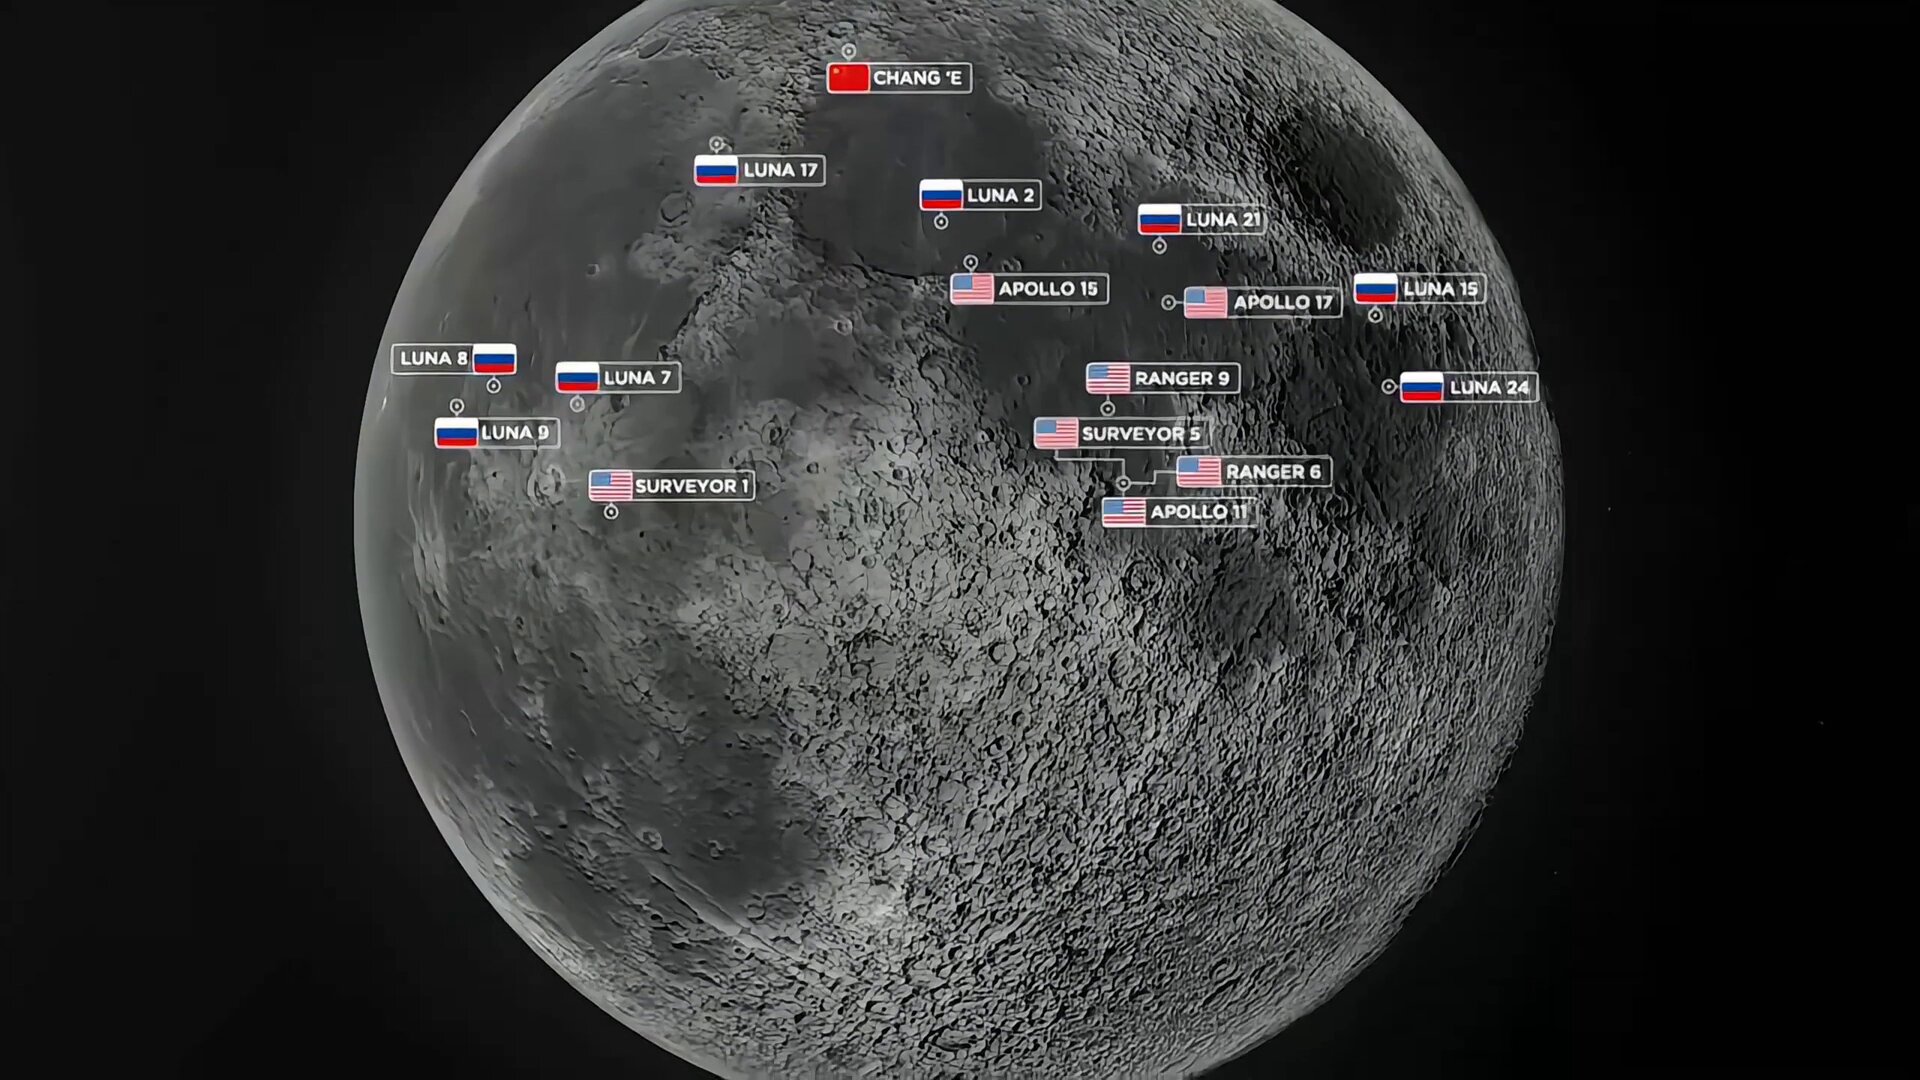 CHANG 'E
LUNA 17
LUNA 2
LUNA 21
APOLLO 15
APOLLO 17
LUNA 15
LUNA 8
LUNA 7
RANGER 9
LUNA 24
LUNA 9
SURVEYOR 5
RANGER 6
SURVEYOR 1
APOLLO 11